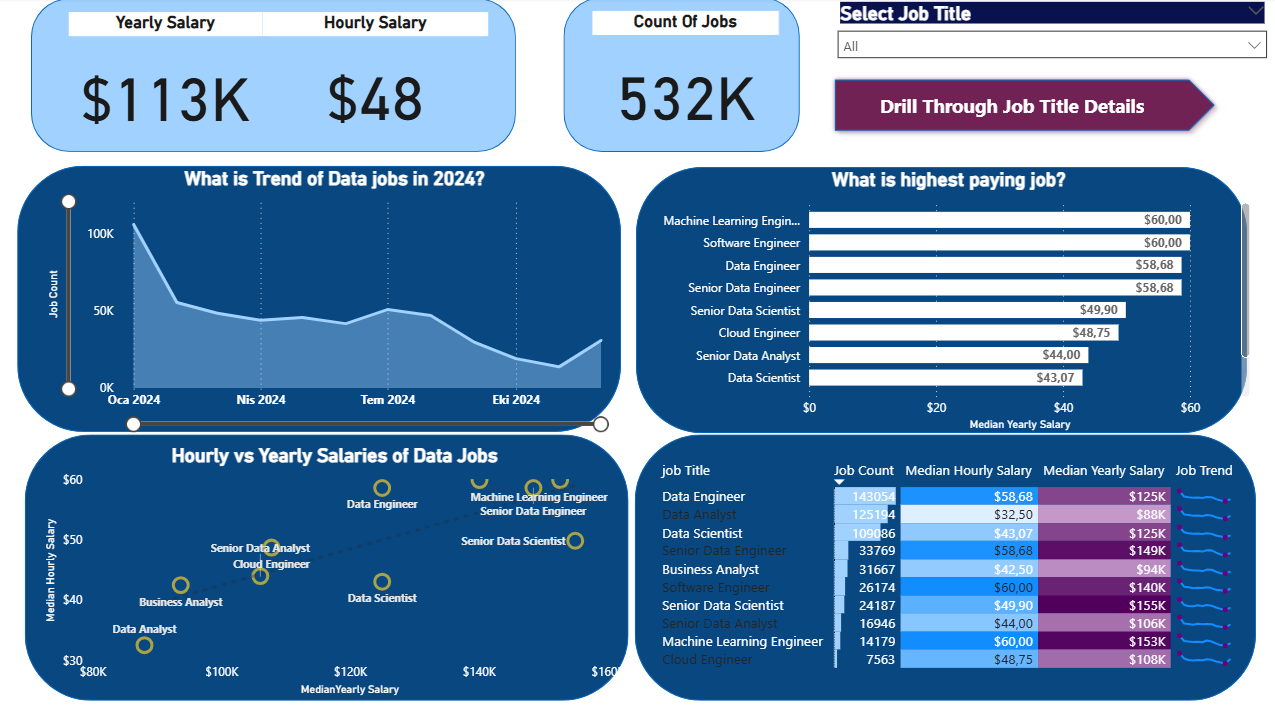 Yearly Salary
Hourly Salary
$113K
$48
Count Of Jobs
532K
Select Job Title
All
Drill Through Job Title Details
What is Trend of Data jobs in 2024?
Job Count
100K
50K
0K
Oca 2024 Nis 2024 Tem 2024 Eki 2024
What is highest paying job?
Machine Learning Engin... $60,00
Software Engineer $60,00
Data Engineer $58,68
Senior Data Engineer $58,68
Senior Data Scientist $49,90
Cloud Engineer $48,75
Senior Data Analyst $44,00
Data Scientist $43,07
$0 $20 $40 $60
Median Yearly Salary
Hourly vs Yearly Salaries of Data Jobs
Median Hourly Salary
$60
$50
$40
$30
Data Engineer
Machine Learning Engineer
Senior Data Engineer
Senior Data Scientist
Senior Data Analyst
Cloud Engineer
Business Analyst
Data Scientist
Data Analyst
$80K $100K $120K $140K $160
MedianYearly Salary
job Title Job Count Median Hourly Salary Median Yearly Salary Job Trend
Data Engineer 143054 $58,68 $125K
Data Analyst 125194 $32,50 $88K
Data Scientist 109086 $43,07 $125K
Senior Data Engineer 33769 $58,68 $149K
Business Analyst 31667 $42,50 $94K
Software Engineer 26174 $60,00 $140K
Senior Data Scientist 24187 $49,90 $155K
Senior Data Analyst 16946 $44,00 $106K
Machine Learning Engineer 14179 $60,00 $153K
Cloud Engineer 7563 $48,75 $108K